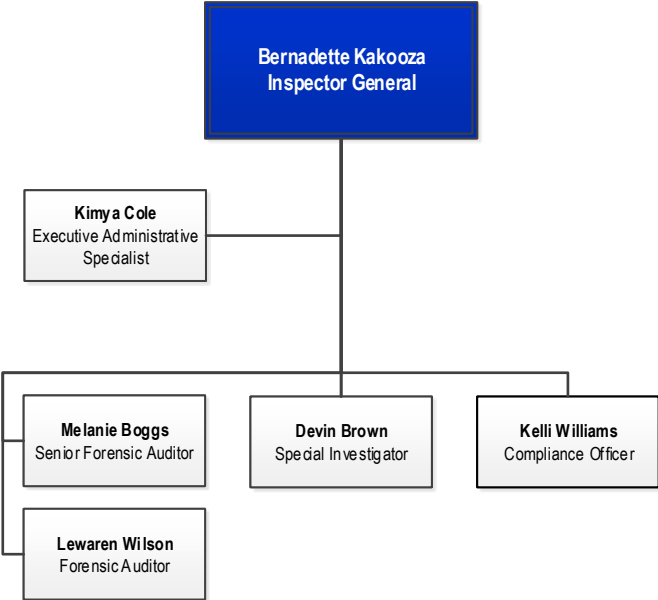 Bernadette Kakooza
Inspector General
Kimya Cole
Executive Administrative
Specialist
Melanie Boggs
Senior Forensic Auditor
Devin Brown
Special Investigator
Kelli Williams
Compliance Officer
Lewaren Wilson
Forensic Auditor